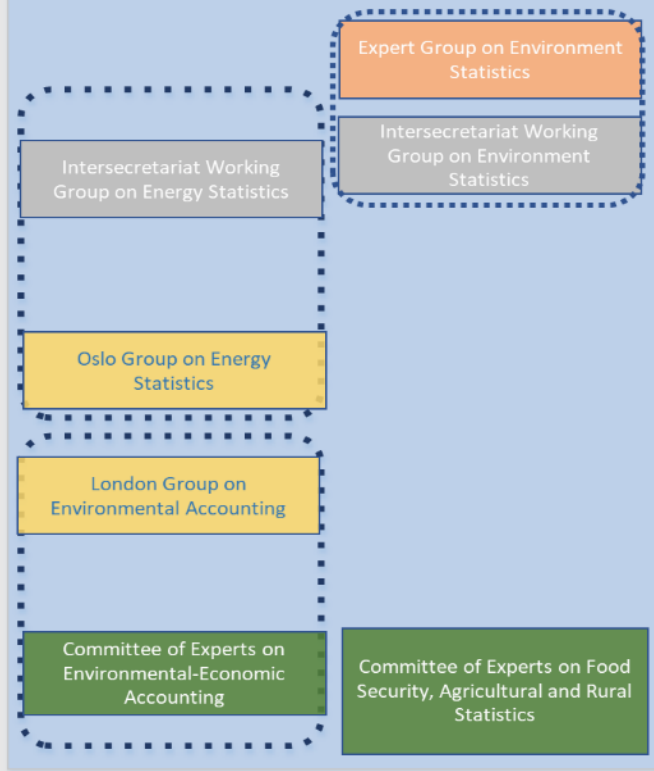 Expert Group on Environment
Statistics
Intersecretariat Working
Group on Environment
Statistics
Intersecretariat Working
Group on Energy Statistics
Oslo Group on Energy
Statistics
London Group on
Environmental Accounting
Committee of Experts on
Environmental-Economic
Accounting
Committee of Experts on Food
Security, Agricultural and Rural
Statistics